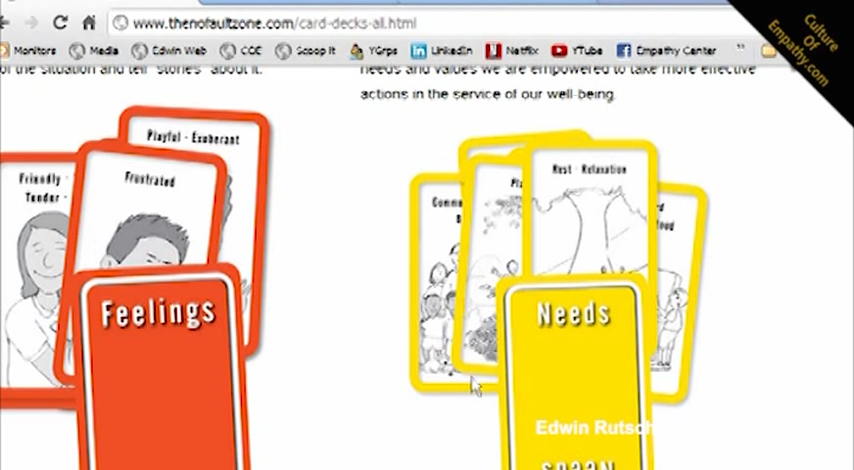 www.thenofaultzone.com/card-decks-all.html
Monitors
Media
Edwin Web
COE
Scoop It
YGrps
LinkedIn
Netflix
YTube
Empathy Center
Culture
Of
Empathy.com
of the situation and tell "stories" about it.
needs and values we are empowered to take more effective
actions in the service of our well-being.
Playful · Exuberant
Friendly ·
Tender ·
Frustrated
Rest · Relaxation
Feelings
Needs
Edwin Rutsch